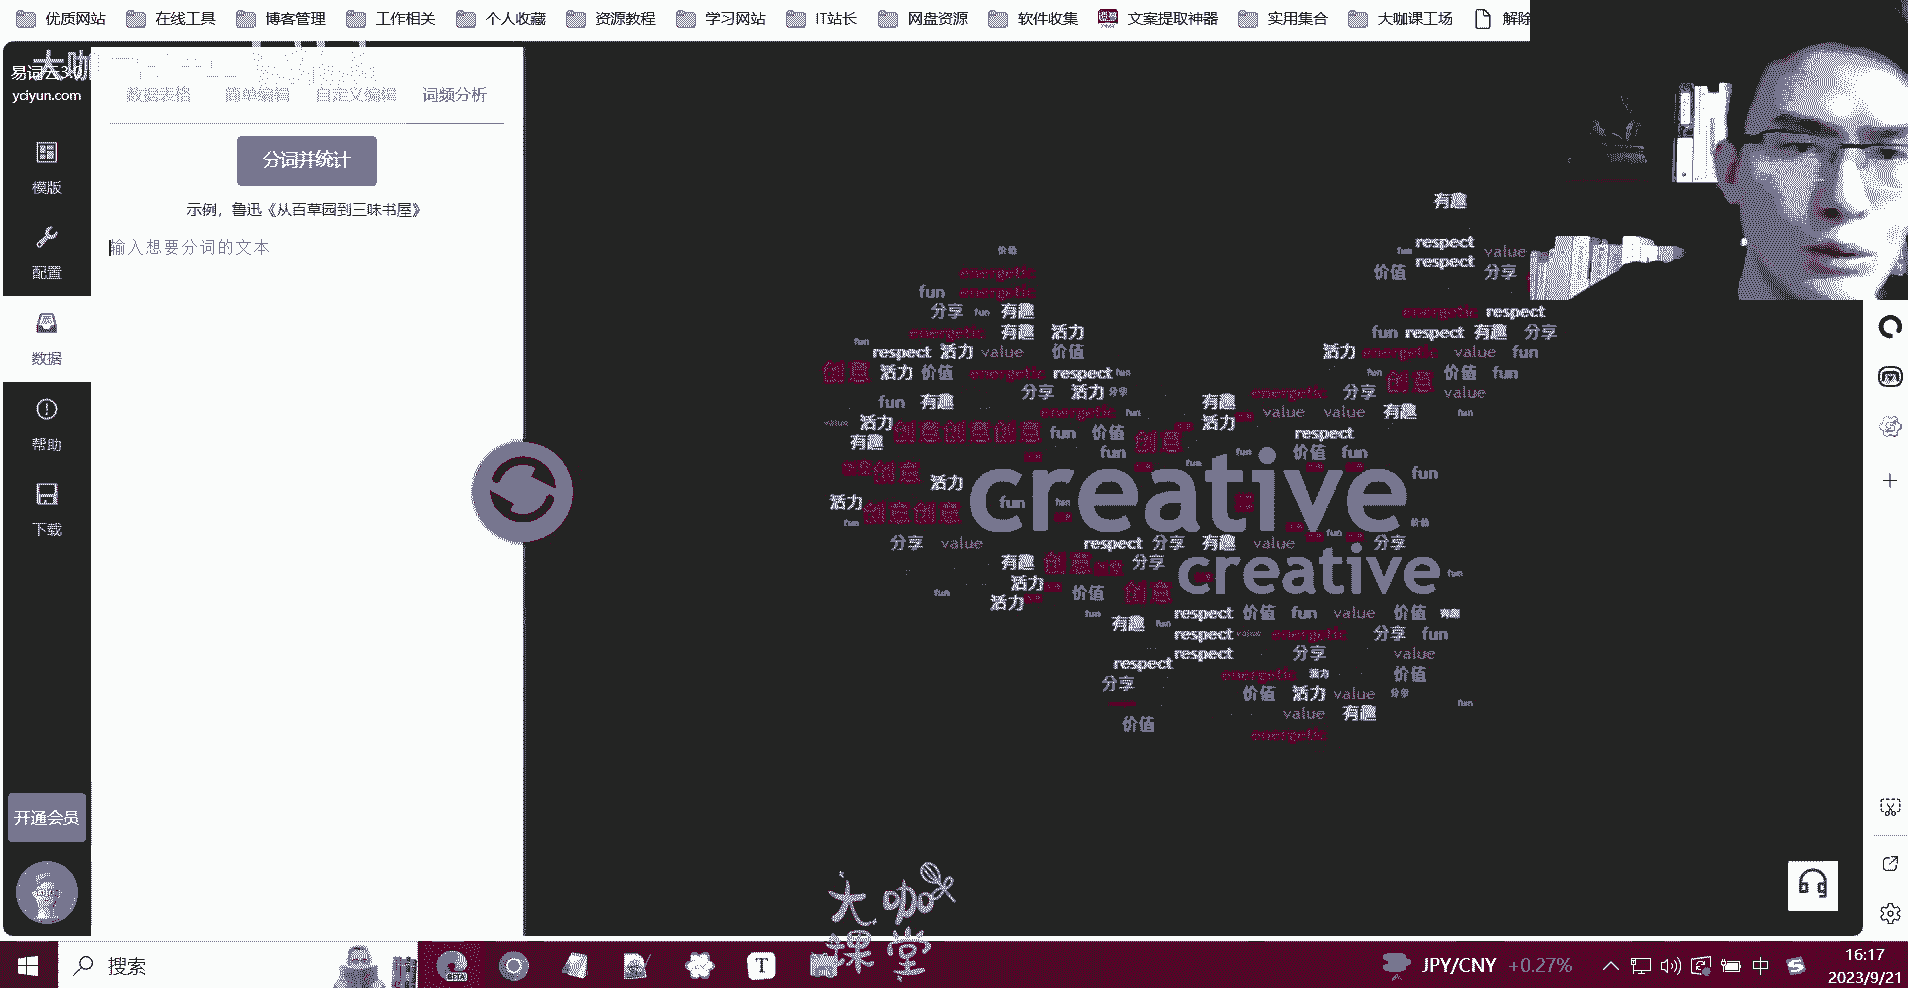 优质网站 在线工具 博客管理 工作相关 个人收藏 资源教程 学习网站 IT站长 网盘资源 软件收集 文案提取神器 实用集合 大咖课工场 解除
易词云3.0
yciyun.com
数据表格 简单编辑 自定义编辑 词频分析
分词并统计
示例，鲁迅《从百草园到三味书屋》
输入想要分词的文本
模版
配置
数据
帮助
下载
开通会员
有趣
respect value
价值 respect 分享
energetic
fun energetic
分享 fun 有趣
energetic 有趣 活力
respect 活力 value 价值
创意 活力 价值 energetic respect fun
分享 活力 分享
fun 有趣 energetic fun
活力 创意 创意 创意 fun 价值 创意
有趣 fun
创意 活力
活力 创意 创意
energetic respect
fun respect 有趣 分享
活力 energetic value fun
fun 创意 价值 fun
energetic 分享 value
有趣 value value 有趣 fun
活力
respect
价值 fun
fun
creative
creative
分享 value respect 分享 有趣 value 分享
有趣 创意 分享
活力 价值 创意
活力
有趣 fun respect 价值 fun value 价值
respect value energetic 分享 fun
respect 分享 value
respect energetic 活力 价值
分享 价值 活力 value 分享
价值 value 有趣 fun
energetic
大咖
课堂
搜索
BETA
T
JPY/CNY +0.27%
中
16:17
2023/9/21